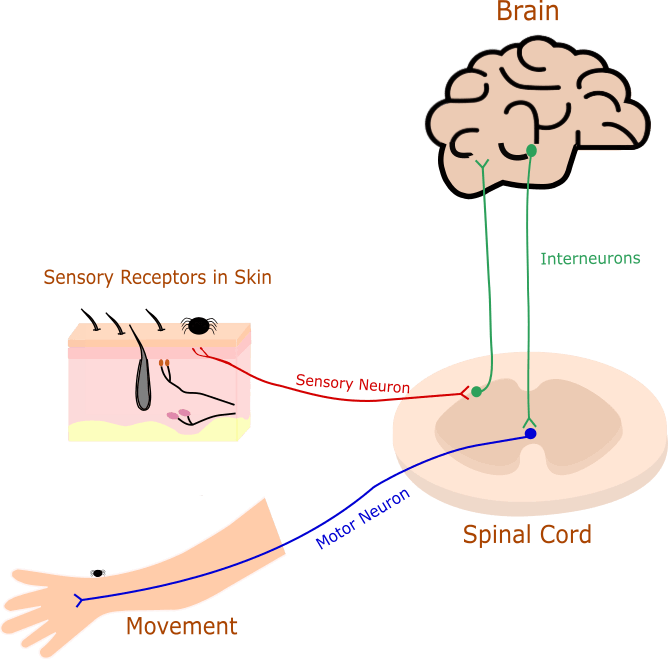 Brain
Interneurons
Sensory Receptors in Skin
Sensory Neuron
Motor Neuron
Spinal Cord
Movement